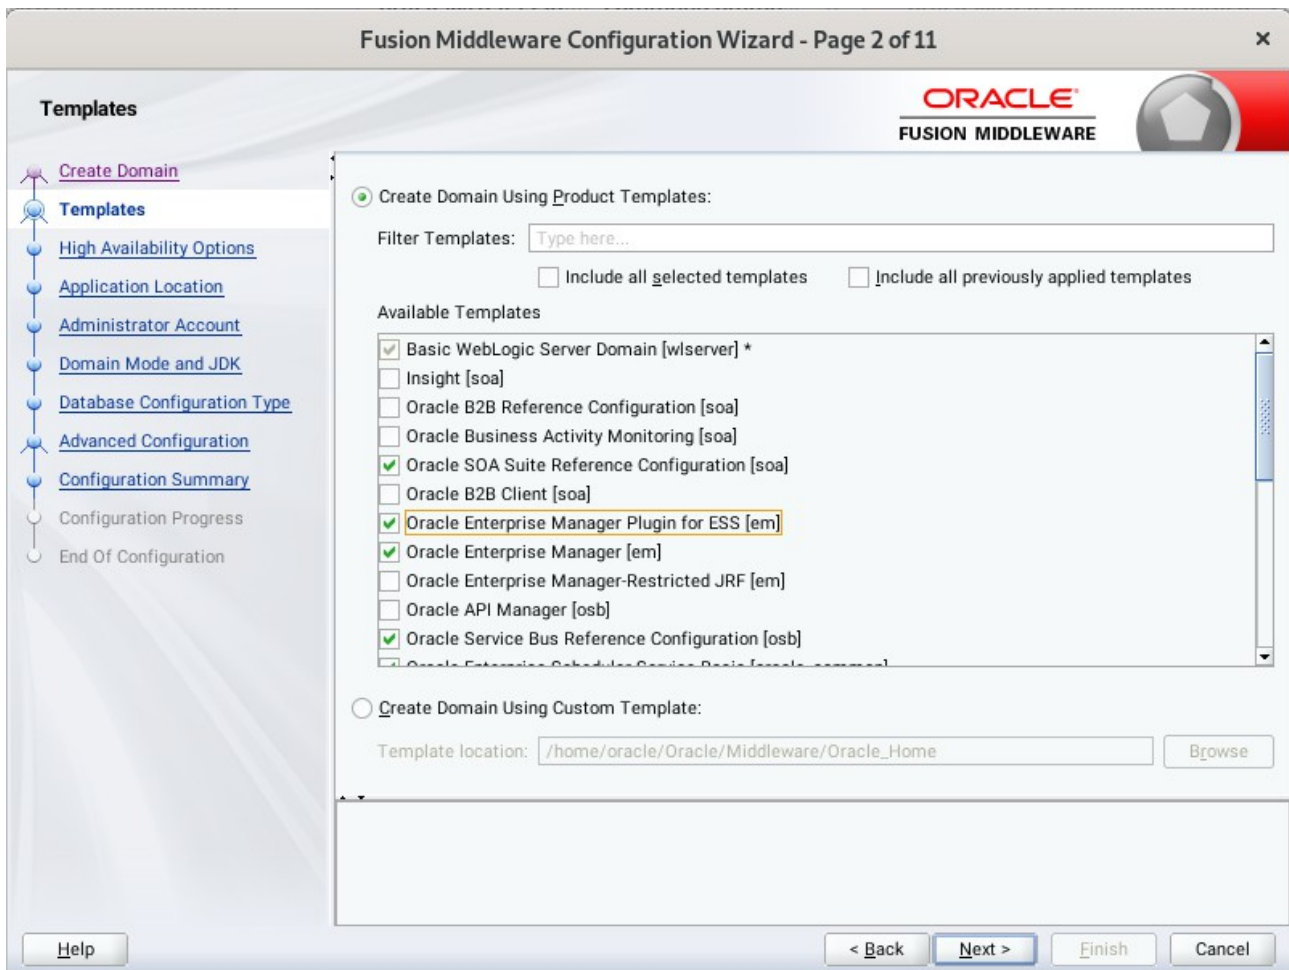 Fusion Middleware Configuration Wizard - Page 2 of 11
Templates
ORACLE
FUSION MIDDLEWARE
Create Domain
Templates
High Availability Options
Application Location
Administrator Account
Domain Mode and JDK
Database Configuration Type
Advanced Configuration
Configuration Summary
Configuration Progress
End Of Configuration
Create Domain Using Product Templates:
Filter Templates: Type here...
Include all selected templates Include all previously applied templates
Available Templates
Basic WebLogic Server Domain [wlserver] *
Insight [soa]
Oracle B2B Reference Configuration [soa]
Oracle Business Activity Monitoring [soa]
Oracle SOA Suite Reference Configuration [soa]
Oracle B2B Client [soa]
Oracle Enterprise Manager Plugin for ESS [em]
Oracle Enterprise Manager [em]
Oracle Enterprise Manager-Restricted JRF [em]
Oracle API Manager [osb]
Oracle Service Bus Reference Configuration [osb]
Oracle Enterprise Scheduler Service Basic [oracle_common]
Create Domain Using Custom Template:
Template location: /home/oracle/Oracle/Middleware/Oracle_Home Browse
Help < Back Next > Finish Cancel